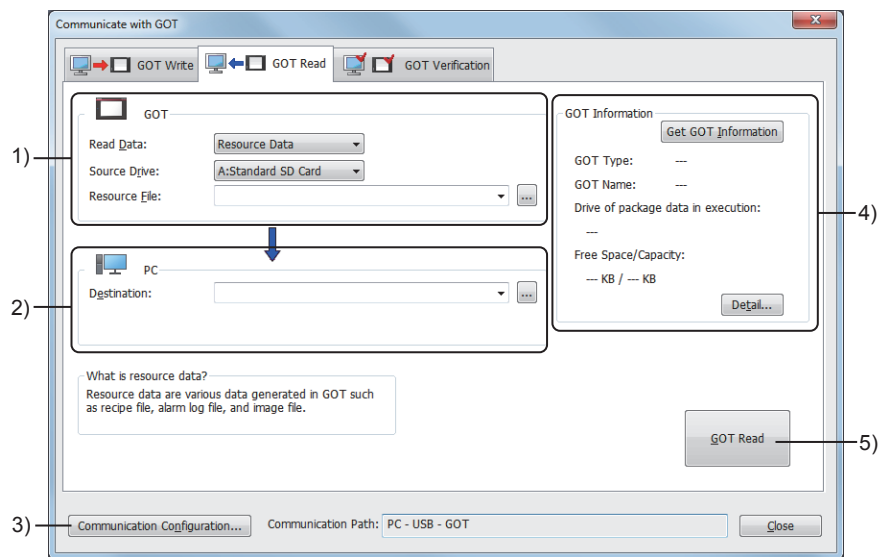 Communicate with GOT
GOT Write
GOT Read
GOT Verification
1)
GOT
Read Data:
Resource Data
Source Drive:
A:Standard SD Card
Resource File:
...
2)
PC
Destination:
...
GOT Information
Get GOT Information
GOT Type: ---
GOT Name: ---
Drive of package data in execution:
---
Free Space/Capacity:
--- KB / --- KB
Detail...
4)
What is resource data?
Resource data are various data generated in GOT such
as recipe file, alarm log file, and image file.
GOT Read
5)
3)
Communication Configuration...
Communication Path: PC - USB - GOT
Close